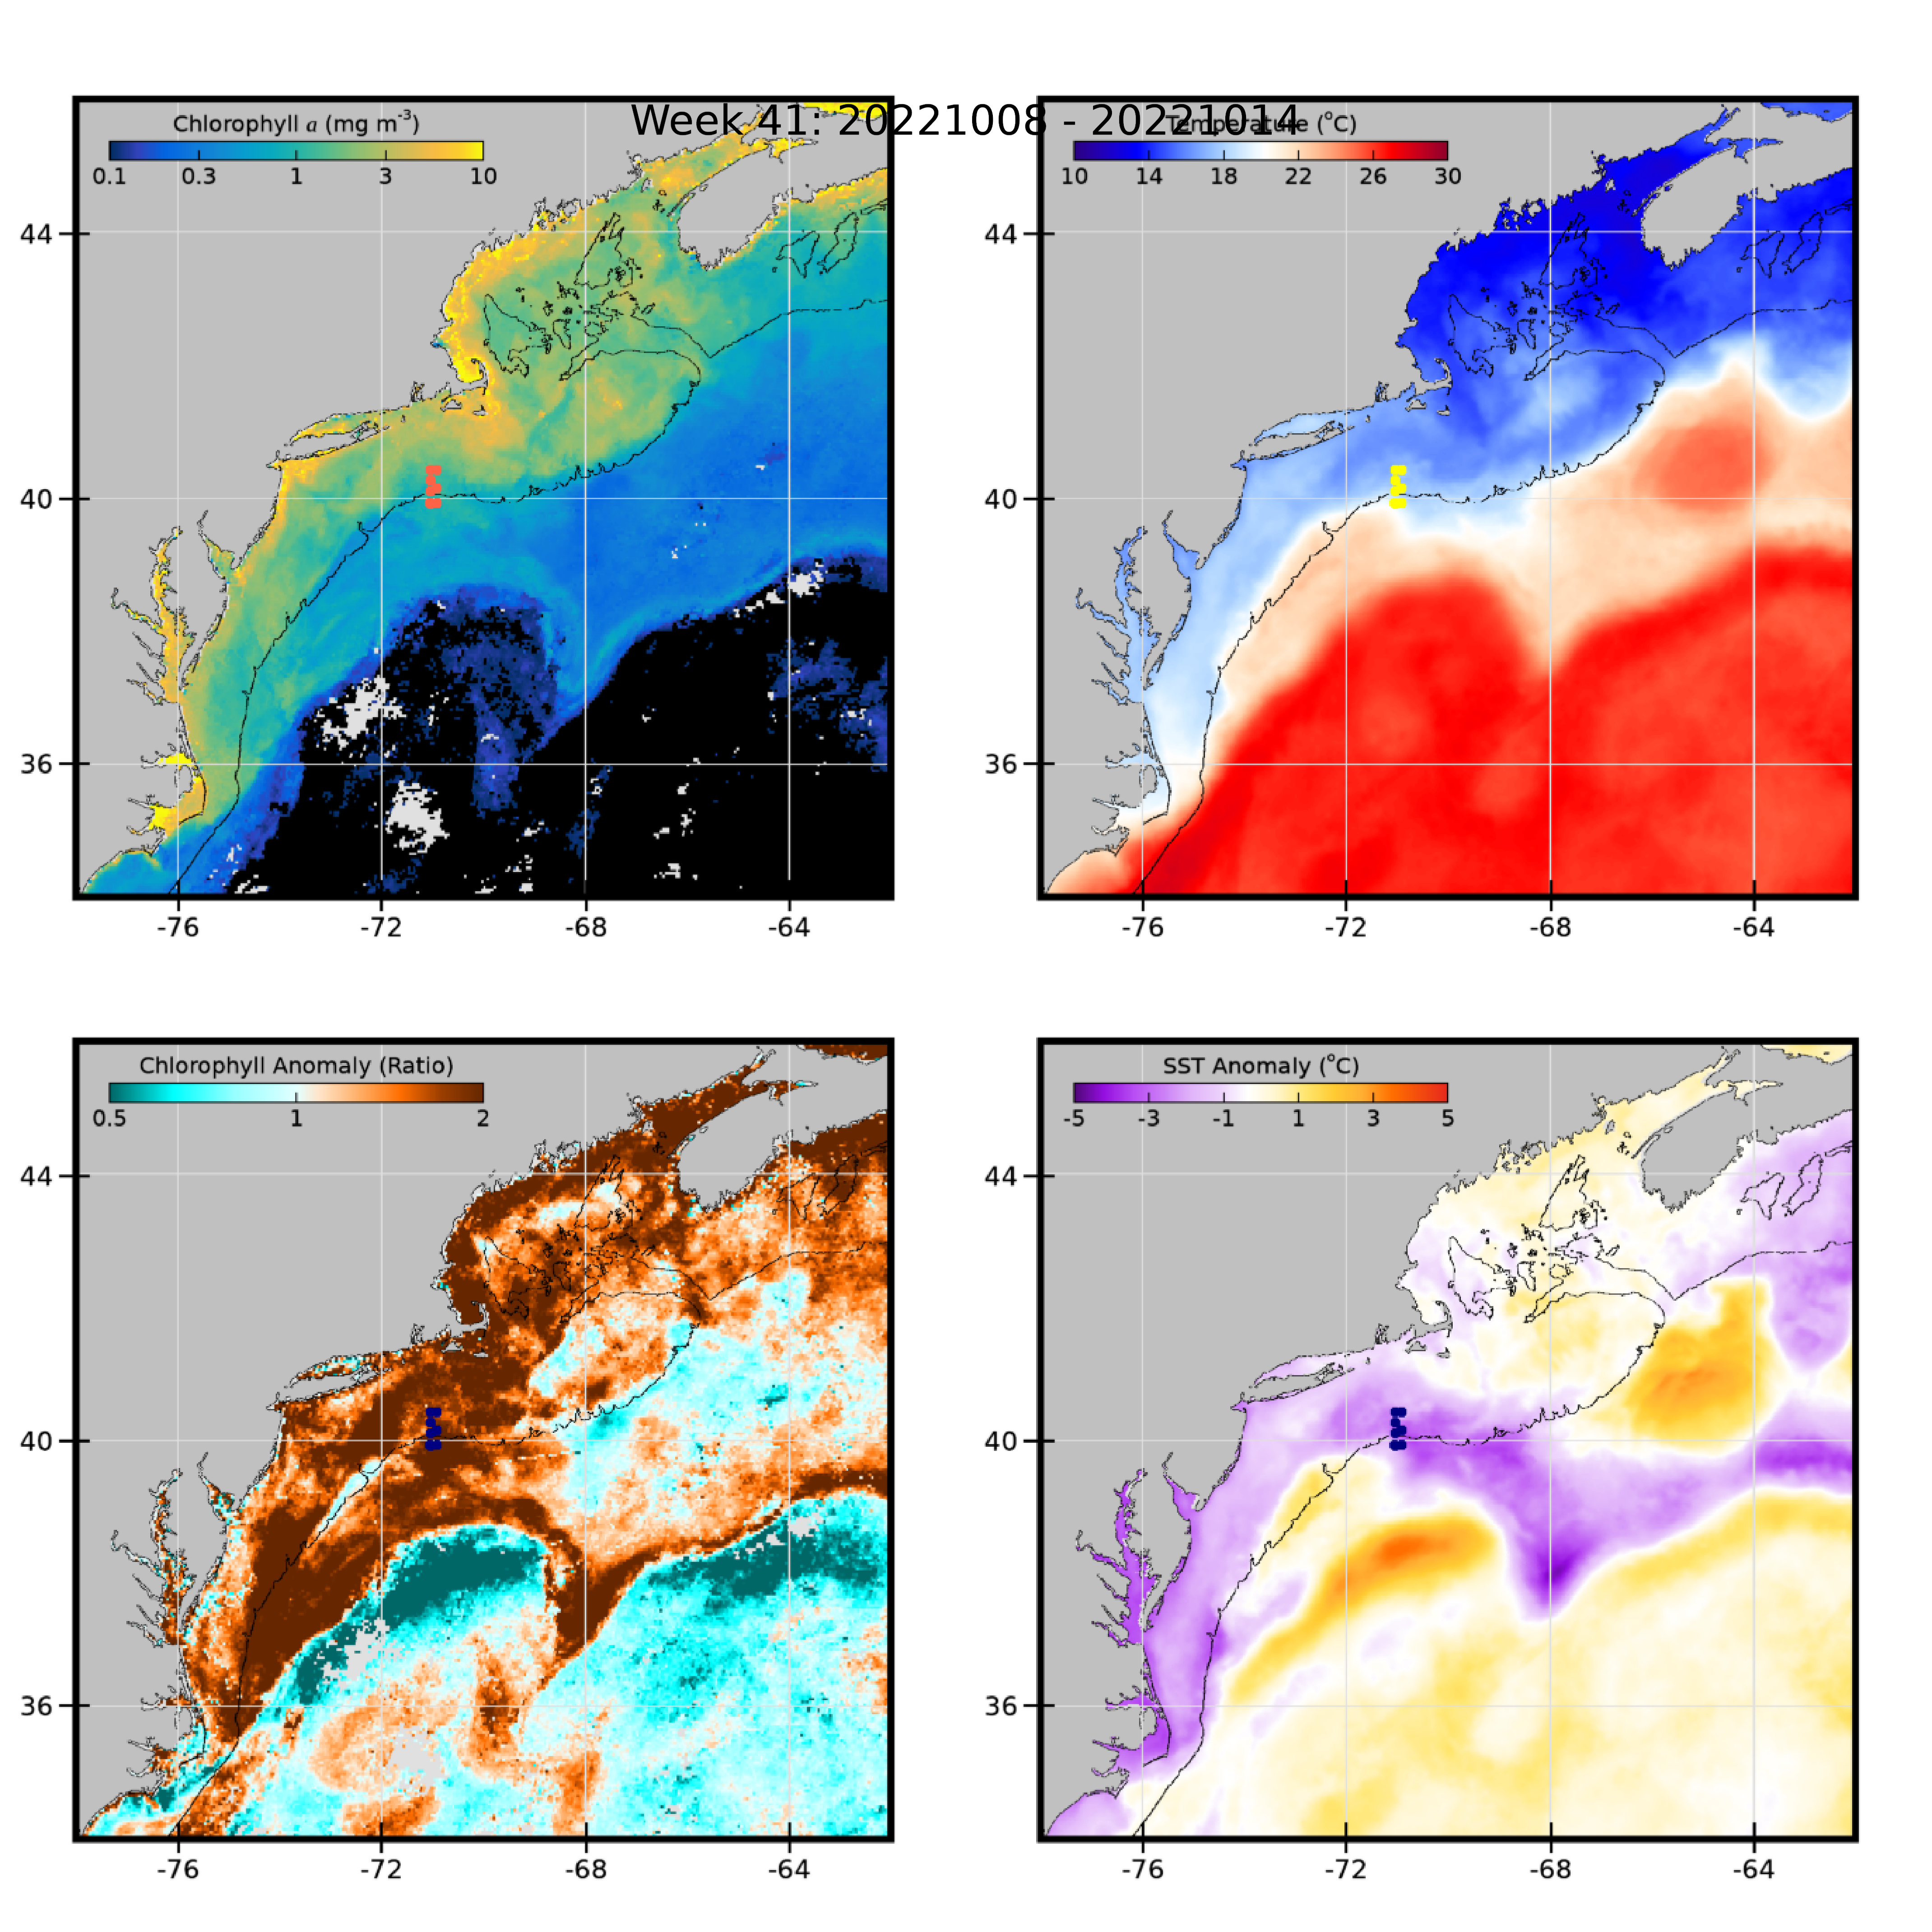 Week 41: 20221008 - 20221014
Chlorophyll a (mg m-3)
0.1 0.3 1 3 10
44
40
36
-76 -72 -68 -64
Temperature (°C)
10 14 18 22 26 30
44
40
36
-76 -72 -68 -64
Chlorophyll Anomaly (Ratio)
0.5 1 2
44
40
36
-76 -72 -68 -64
SST Anomaly (°C)
-5 -3 -1 1 3 5
44
40
36
-76 -72 -68 -64